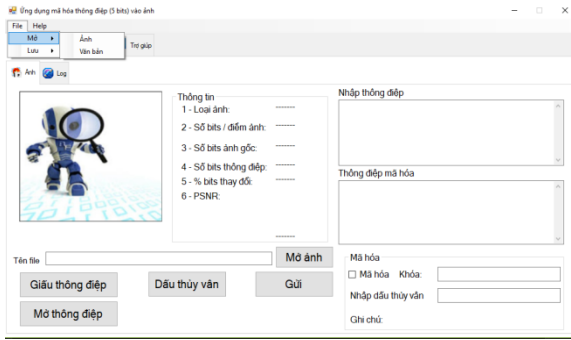 Ứng dụng mã hóa thông điệp (5 bits) vào ảnh
File Help
Mở Ảnh
Lưu Văn bản
Trợ giúp
Ảnh Log
Thông tin
1 - Loại ảnh: -------
2 - Số bits / điểm ảnh: -------
3 - Số bits ảnh gốc: -------
4 - Số bits thông điệp: -------
5 - % bits thay đổi: -------
6 - PSNR:
-------
Nhập thông điệp
Thông điệp mã hóa
Tên file
Mở ảnh
Giấu thông điệp
Dấu thủy vân
Gửi
Mở thông điệp
Mã hóa
Mã hóa Khóa:
Nhập dấu thủy vân
Ghi chú: